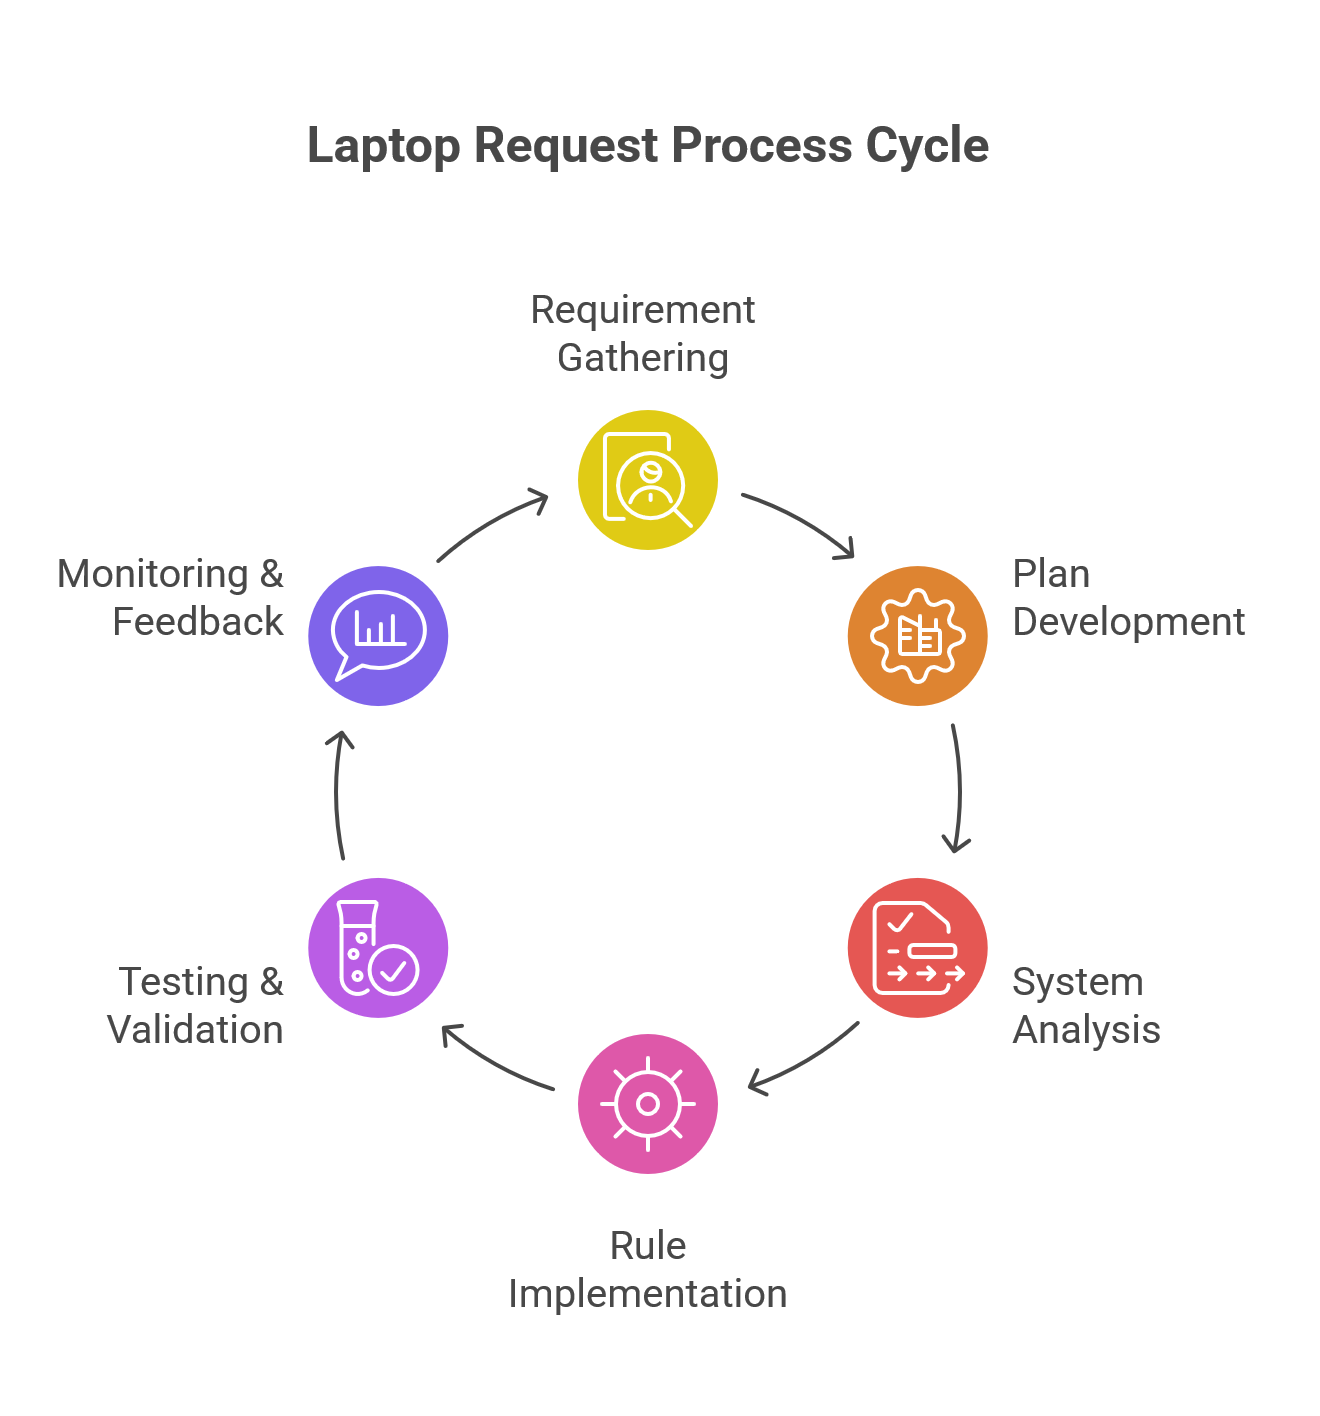 Laptop Request Process Cycle
Requirement
Gathering
Monitoring &
Feedback
Plan
Development
Testing &
Validation
System
Analysis
Rule
Implementation